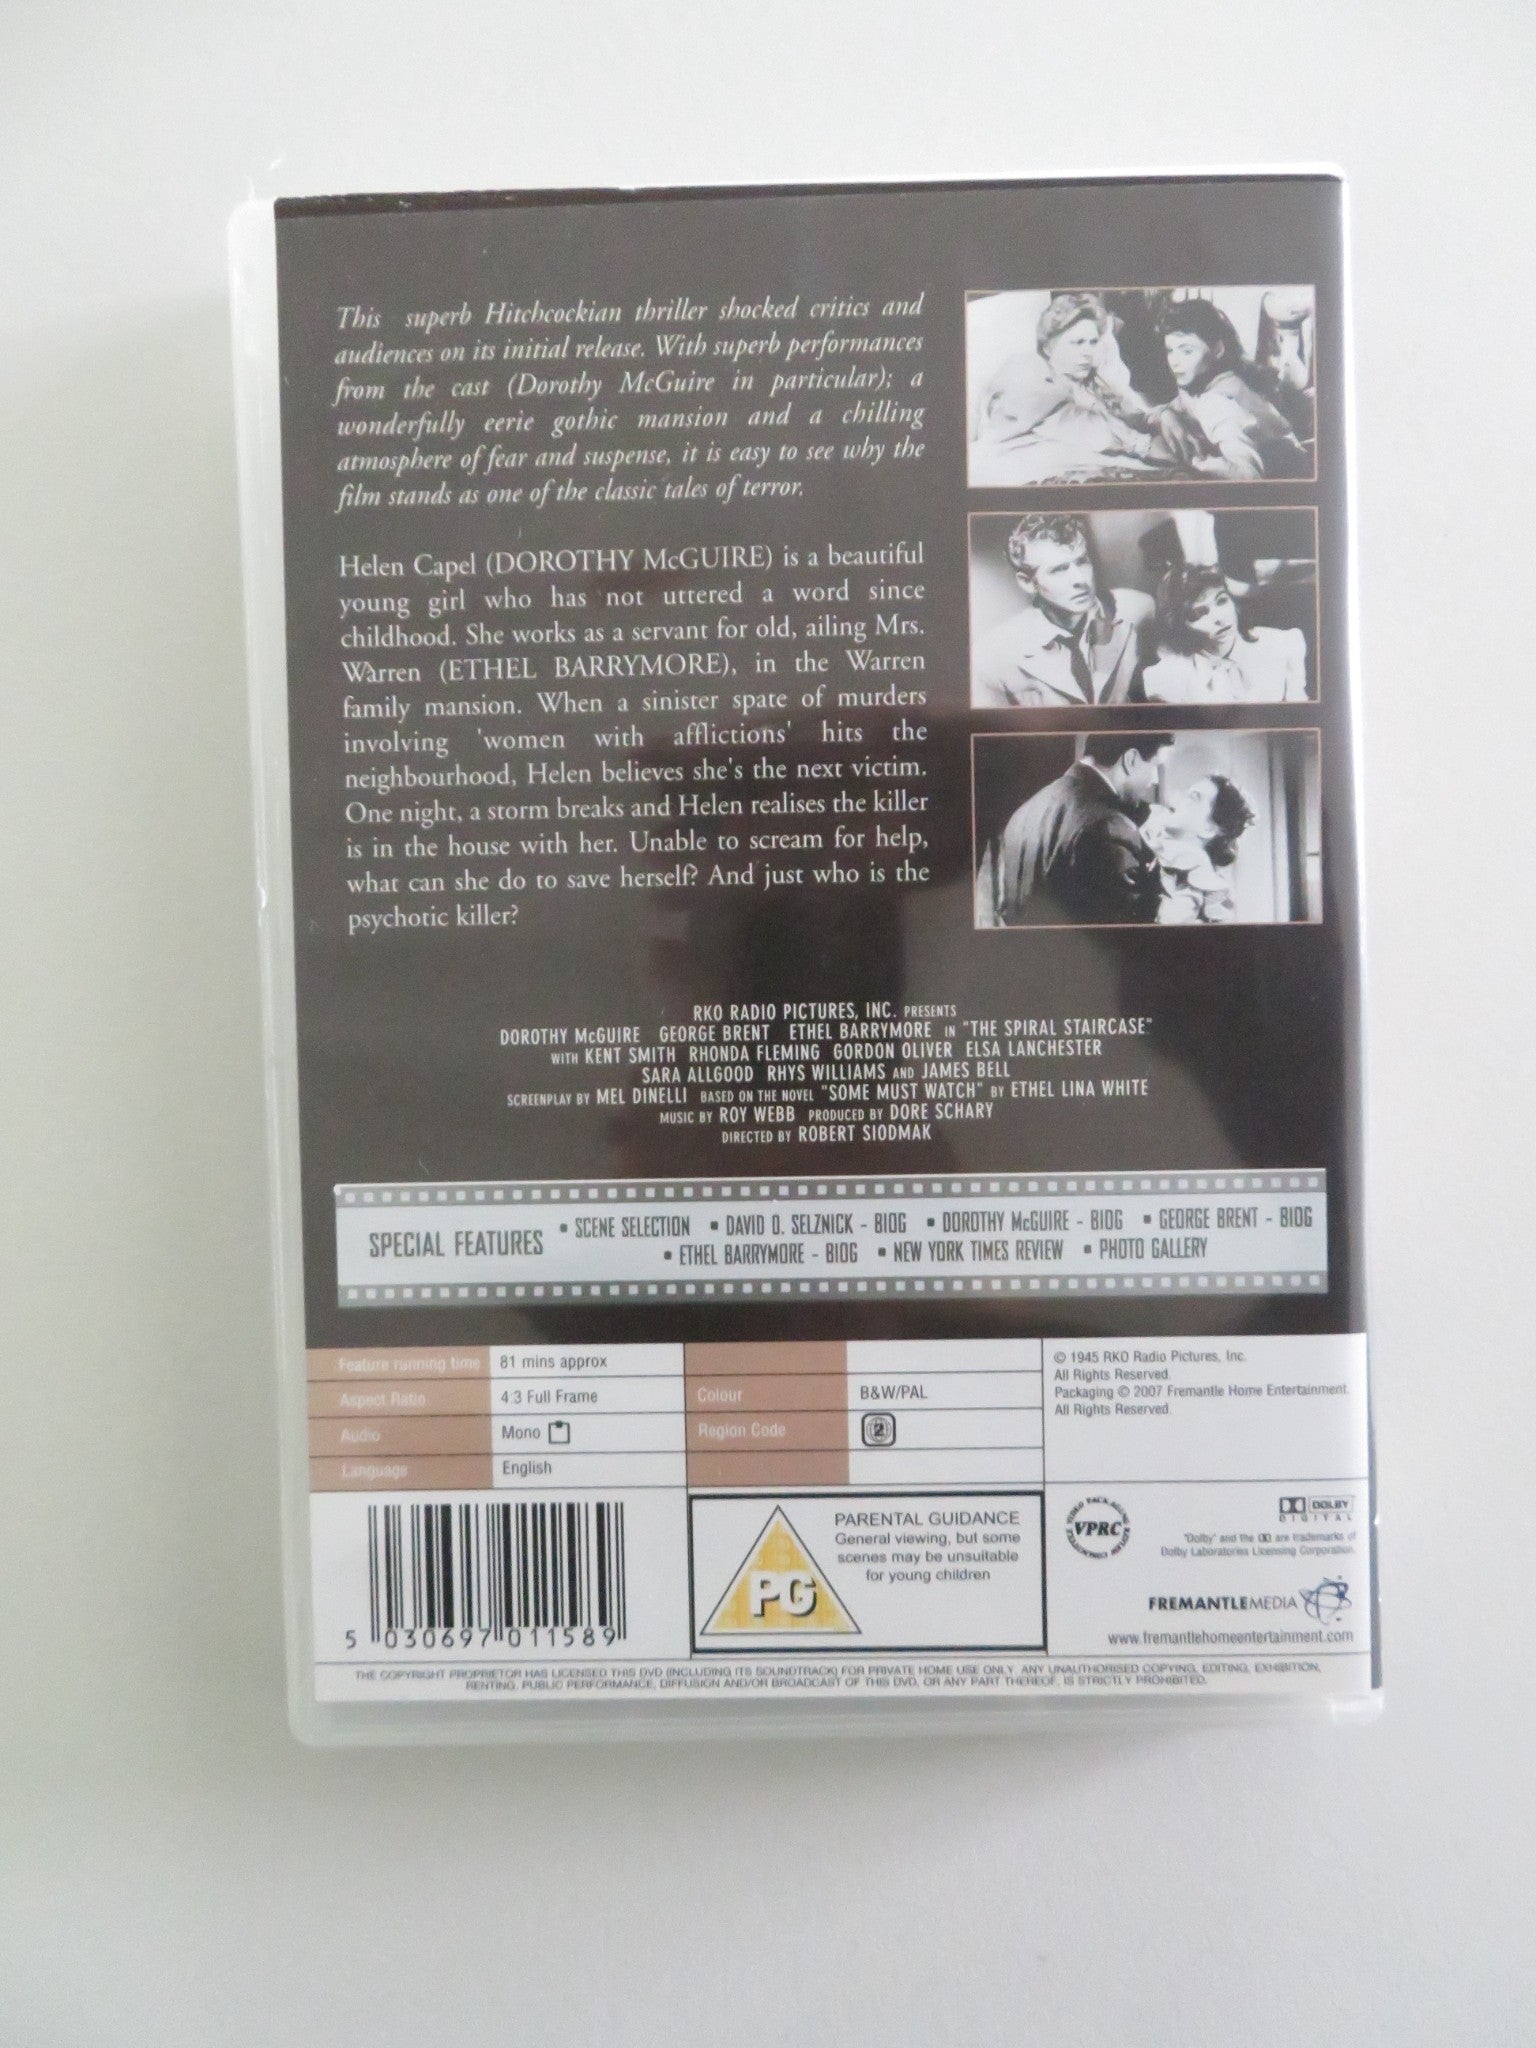 This superb Hitchcockian thriller shocked critics and
audiences on its initial release. With superb performances
from the cast (Dorothy McGuire in particular); a
wonderfully eerie gothic mansion and a chilling
atmosphere of fear and suspense, it is easy to see why the
film stands as one of the classic tales of terror.
Helen Capel (DOROTHY McGUIRE) is a beautiful
young girl who has not uttered a word since
childhood. She works as a servant for old, ailing Mrs.
Warren (ETHEL BARRYMORE), in the Warren
family mansion. When a sinister spate of murders
involving 'women with afflictions' hits the
neighbourhood, Helen believes she's the next victim.
One night, a storm breaks and Helen realises the killer
is in the house with her. Unable to scream for help,
what can she do to save herself? And just who is the
psychotic killer?
RKO RADIO PICTURES, INC. PRESENTS
DOROTHY McGUIRE GEORGE BRENT ETHEL BARRYMORE IN "THE SPIRAL STAIRCASE"
WITH KENT SMITH RHONDA FLEMING GORDON OLIVER ELSA LANCHESTER
SARA ALLGOOD RHYS WILLIAMS AND JAMES BELL
SCREENPLAY BY MEL DINELLI BASED ON THE NOVEL "SOME MUST WATCH" BY ETHEL LINA WHITE
MUSIC BY ROY WEBB PRODUCED BY DORE SCHARY
DIRECTED BY ROBERT SIODMAK
SPECIAL FEATURES
• SCENE SELECTION • DAVID O. SELZNICK - BIOG • DOROTHY McGUIRE - BIOG • GEORGE BRENT - BIOG
• ETHEL BARRYMORE - BIOG • NEW YORK TIMES REVIEW • PHOTO GALLERY
Feature running time 81 mins approx
Aspect Ratio 4:3 Full Frame
Audio Mono
Language English
Colour B&W/PAL
Region Code 2
© 1945 RKO Radio Pictures, Inc.
All Rights Reserved.
Packaging © 2007 Fremantle Home Entertainment.
All Rights Reserved.
5 030697 011589
PG
PARENTAL GUIDANCE
General viewing, but some
scenes may be unsuitable
for young children
VPRC
DOLBY
DIGITAL
"Dolby" and the DD are trademarks of
Dolby Laboratories Licensing Corporation.
FREMANTLEMEDIA
www.fremantlehomeentertainment.com
THE COPYRIGHT PROPRIETOR HAS LICENSED THIS DVD (INCLUDING ITS SOUNDTRACK) FOR PRIVATE HOME USE ONLY. ANY UNAUTHORISED COPYING, EDITING, EXHIBITION,
RENTING, PUBLIC PERFORMANCE, DIFFUSION AND/OR BROADCAST OF THIS DVD, OR ANY PART THEREOF, IS STRICTLY PROHIBITED.